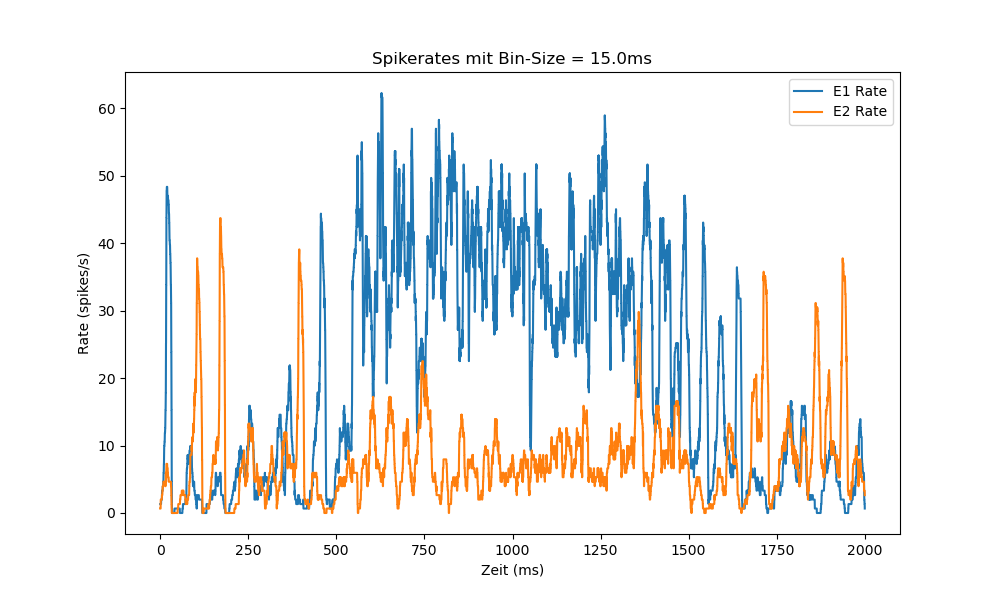 Spikerates mit Bin-Size = 15.0ms
E1 Rate
E2 Rate
Rate (spikes/s)
60
50
40
30
20
10
0
0 250 500 750 1000 1250 1500 1750 2000
Zeit (ms)